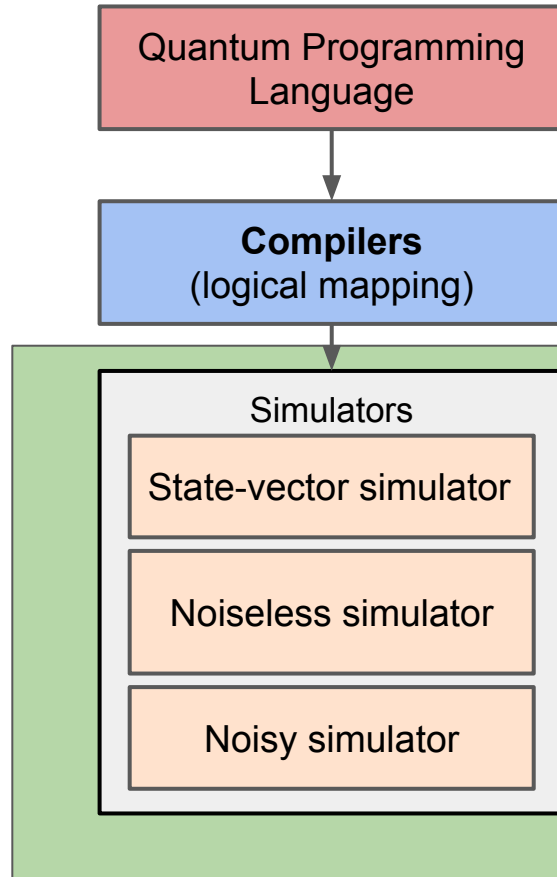 Quantum Programming
Language
Compilers
(logical mapping)
Simulators
State-vector simulator
Noiseless simulator
Noisy simulator